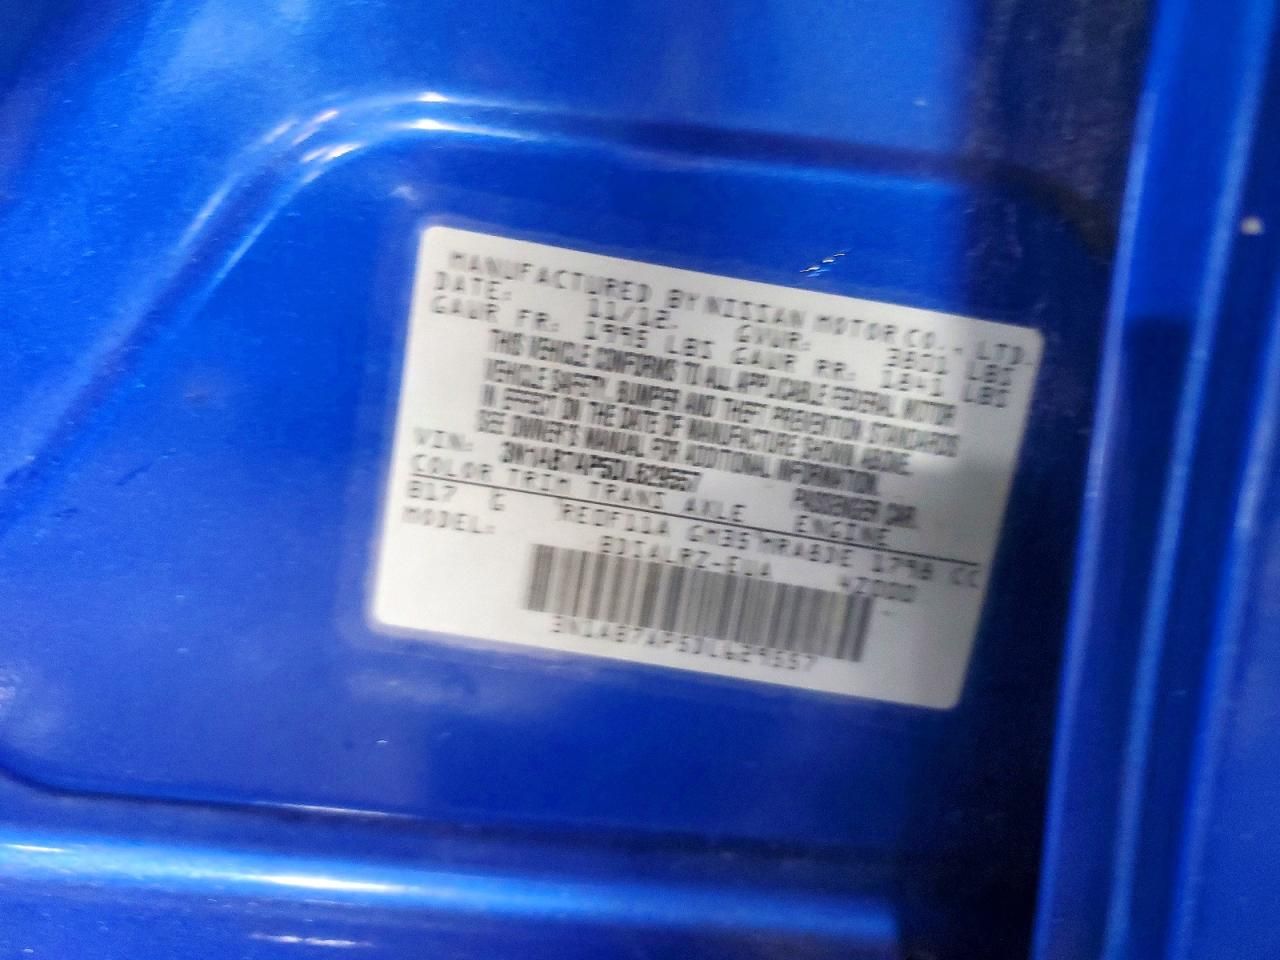 MANUFACTURED BY NISSAN MOTOR CO., LTD.
DATE: 11/12. GVWR: LBS
GAWR FR: 1995 LBS GAWR RR: LBS
THIS VEHICLE CONFORMS TO ALL APPLICABLE FEDERAL MOTOR
VEHICLE SAFETY, BUMPER AND THEFT PREVENTION STANDARDS
IN EFFECT ON THE DATE OF MANUFACTURE SHOWN ABOVE.
SEE OWNER'S MANUAL FOR ADDITIONAL INFORMATION.
VIN: PASSENGER CAR.
COLOR TRIM TRANS AXLE ENGINE
B17 G 1798 CC
MODEL: